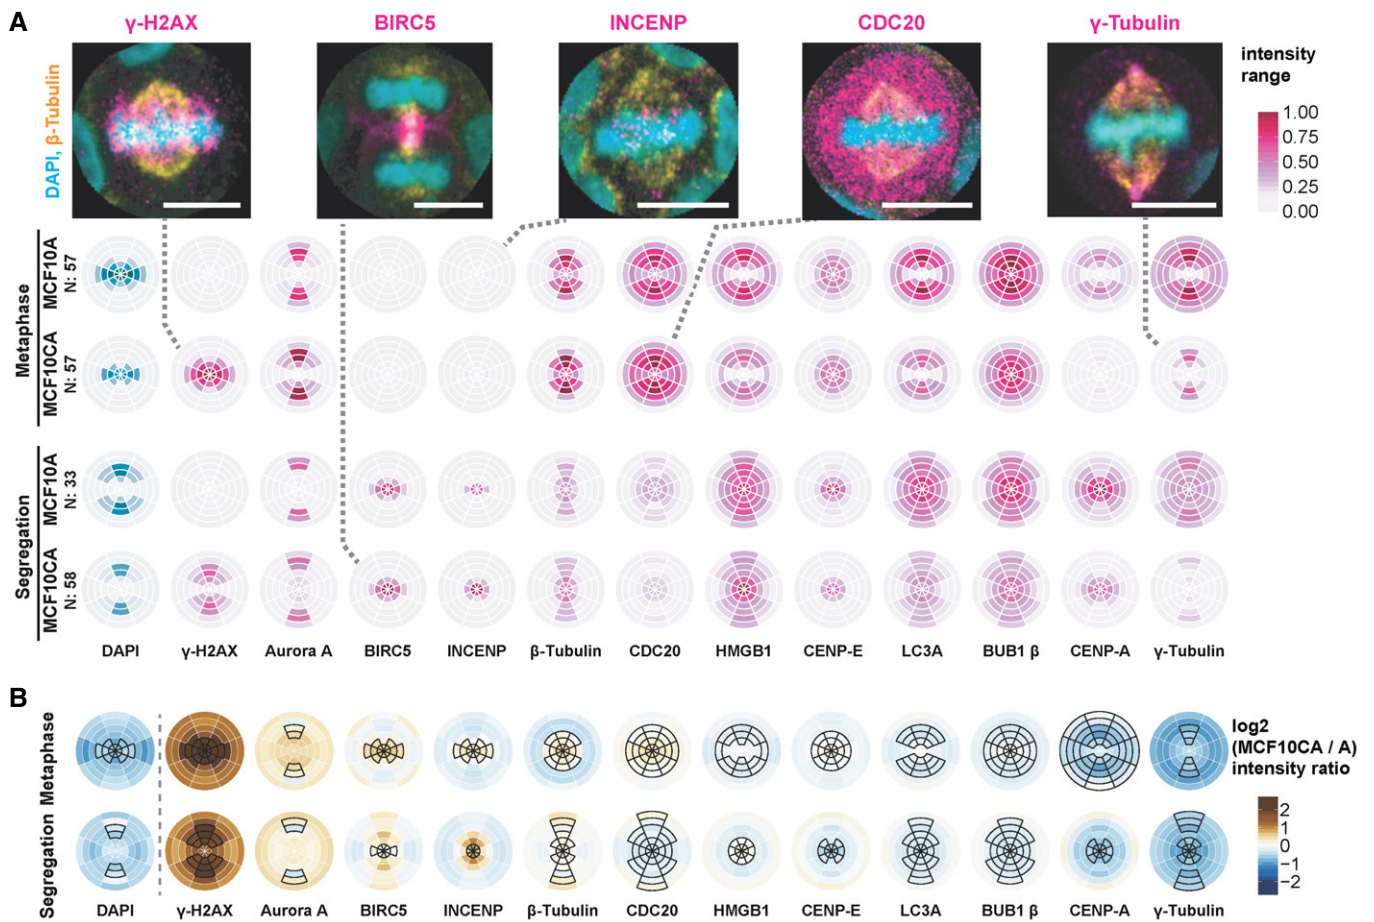 A
γ-H2AX
BIRC5
INCENP
CDC20
γ-Tubulin
DAPI, β-Tubulin
intensity
range
1.00
0.75
0.50
0.25
0.00
Metaphase
MCF10A
N: 57
MCF10CA
N: 57
Segregation
MCF10A
N: 33
MCF10CA
N: 58
DAPI γ-H2AX Aurora A BIRC5 INCENP β-Tubulin CDC20 HMGB1 CENP-E LC3A BUB1 β CENP-A γ-Tubulin
B
Metaphase
Segregation
log2
(MCF10CA / A)
intensity ratio
2
1
0
−1
−2
DAPI γ-H2AX Aurora A BIRC5 INCENP β-Tubulin CDC20 HMGB1 CENP-E LC3A BUB1 β CENP-A γ-Tubulin